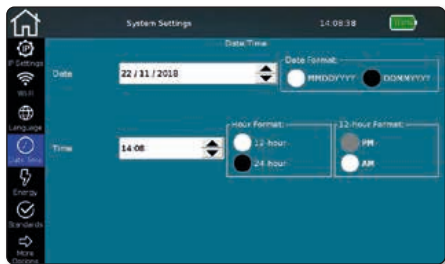 System Settings 14:08:38
Date/Time
IP Settings
Wi-Fi
Language
Date Time
Energy
Standards
More
Options
Date 22/11/2018
Date Format:
MMDDYYYY DDMMYYYY
Time 14:08
Hour Format:
12-hour
24-hour
12-hour Format:
PM
AM